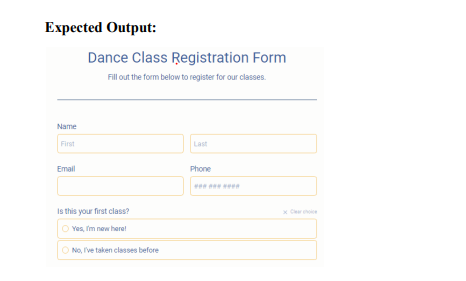 Expected Output:
Dance Class Registration Form
Fill out the form below to register for our classes.
Name
First Last
Email Phone
### ### ####
Is this your first class? × Clear choice
Yes, I'm new here!
No, I've taken classes before